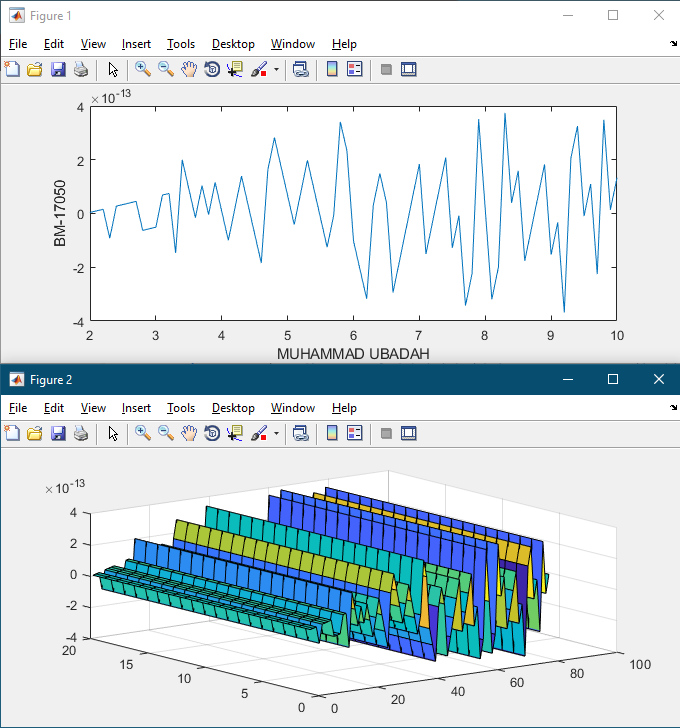 Figure 1
File Edit View Insert Tools Desktop Window Help
×10-13
4
2
0
-2
-4
BM-17050
2 3 4 5 6 7 8 9 10
MUHAMMAD UBADAH
Figure 2
File Edit View Insert Tools Desktop Window Help
×10-13
4
2
0
-2
-4
20 15 10 5 0
0 20 40 60 80 100